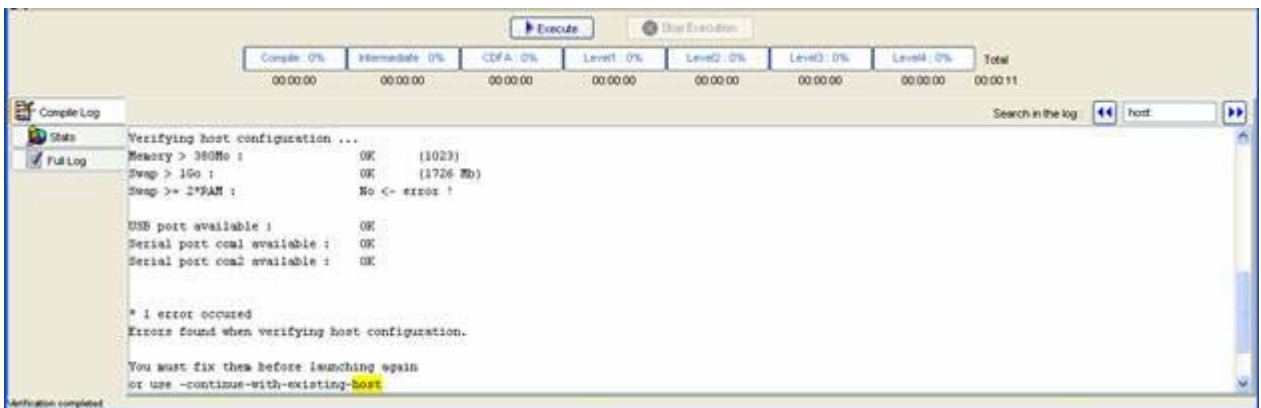 Execute Stop Execution
Compile : 0% Intermediate : 0% CDFA : 0% Level1 : 0% Level2 : 0% Level3 : 0% Level4 : 0% Total
00:00:00 00:00:00 00:00:00 00:00:00 00:00:00 00:00:00 00:00:00 00:00:11
Compile Log Search in the log : host
Stats
Full Log
Verifying host configuration ...
Memory > 380Mo : OK (1023)
Swap > 1Go : OK (1726 Mb)
Swap >= 2*RAM : No <- error !
USB port available : OK
Serial port com1 available : OK
Serial port com2 available : OK
* 1 error occured
Errors found when verifying host configuration.
You must fix them before launching again
or use -continue-with-existing-host
Verification completed